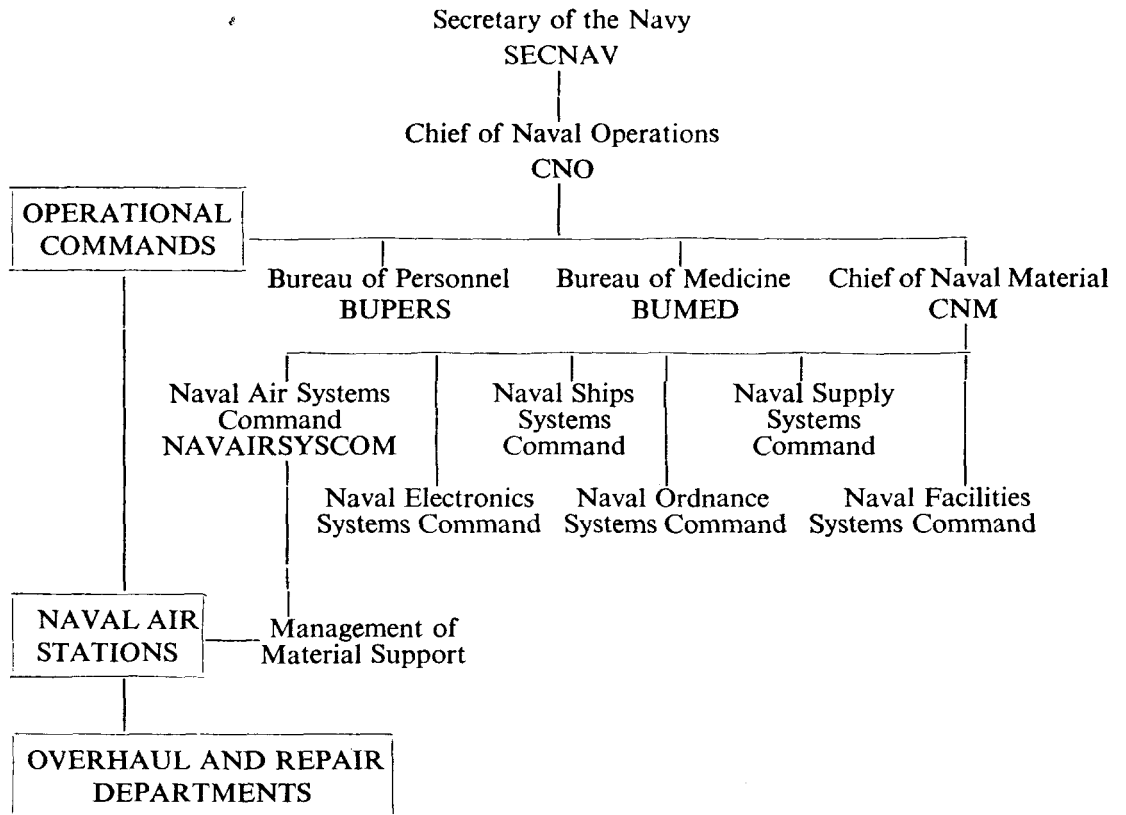 Secretary of the Navy
SECNAV
Chief of Naval Operations
CNO
OPERATIONAL
COMMANDS
Bureau of Personnel
BUPERS
Bureau of Medicine
BUMED
Chief of Naval Material
CNM
Naval Air Systems
Command
NAVAIRSYSCOM
Naval Ships
Systems
Command
Naval Supply
Systems
Command
Naval Electronics
Systems Command
Naval Ordnance
Systems Command
Naval Facilities
Systems Command
NAVAL AIR
STATIONS
Management of
Material Support
OVERHAUL AND REPAIR
DEPARTMENTS